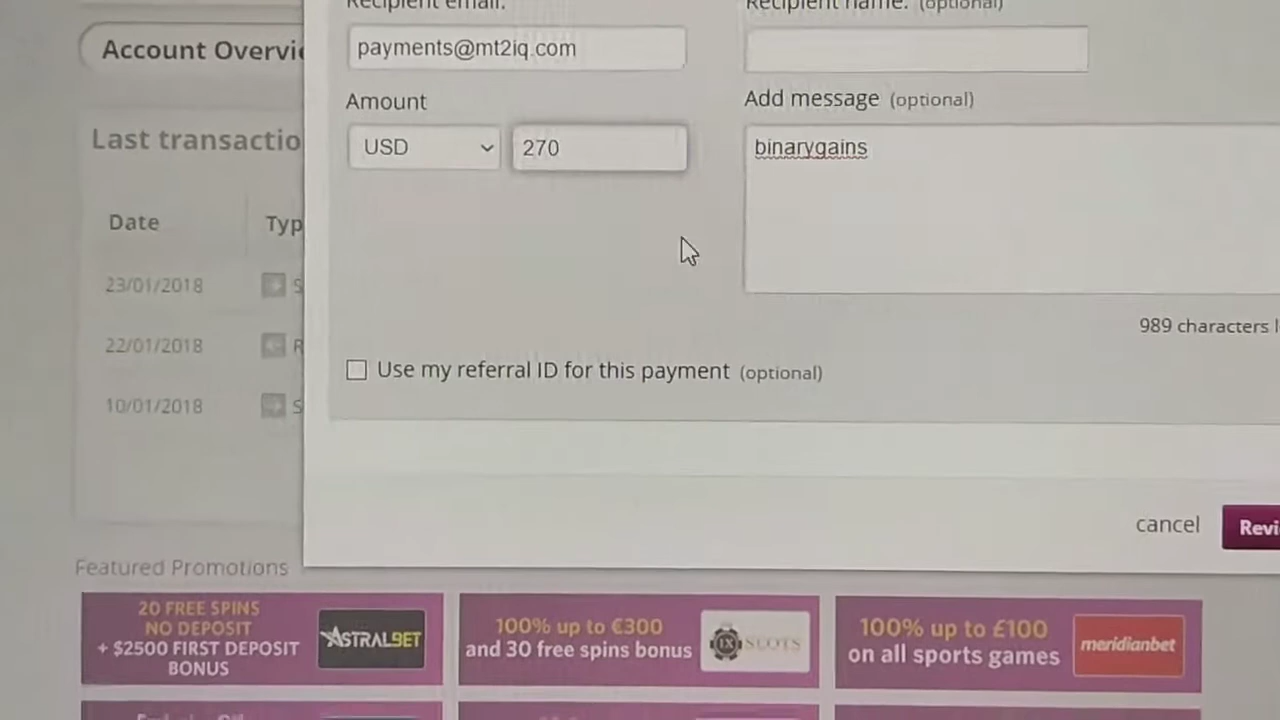 Recipient email:
Recipient name: (optional)
Account Overvi
payments@mt2iq.com
Amount
Add message (optional)
Last transactio
USD
270
binarygains
Date
Typ
23/01/2018
S
989 characters l
22/01/2018
R
Use my referral ID for this payment (optional)
10/01/2018
S
cancel
Revi
Featured Promotions
20 FREE SPINS
NO DEPOSIT
+ $2500 FIRST DEPOSIT
BONUS
ASTRALBET
100% up to €300
and 30 free spins bonus
1X SLOTS
100% up to £100
on all sports games
meridianbet